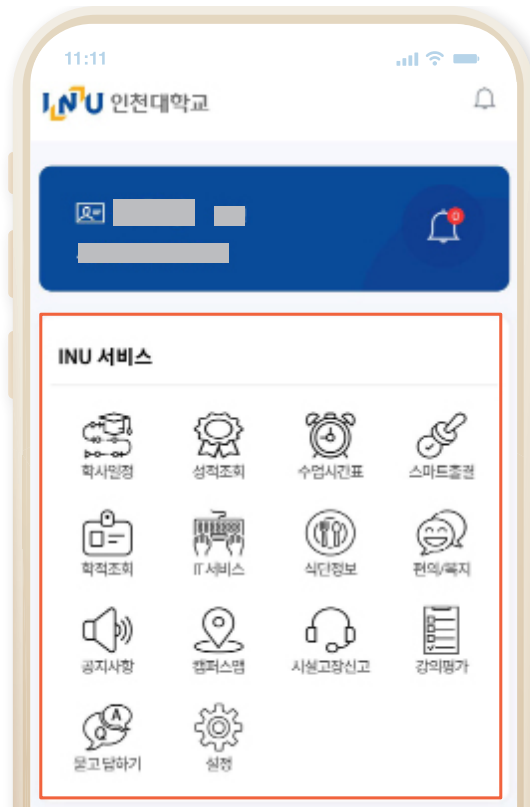 11:11
INU 인천대학교
0
INU 서비스
학사일정 성적조회 수업시간표 스마트출결
학적조회 IT서비스 식단정보 편의/복지
공지사항 캠퍼스맵 시설고장신고 강의평가
묻고답하기 설정